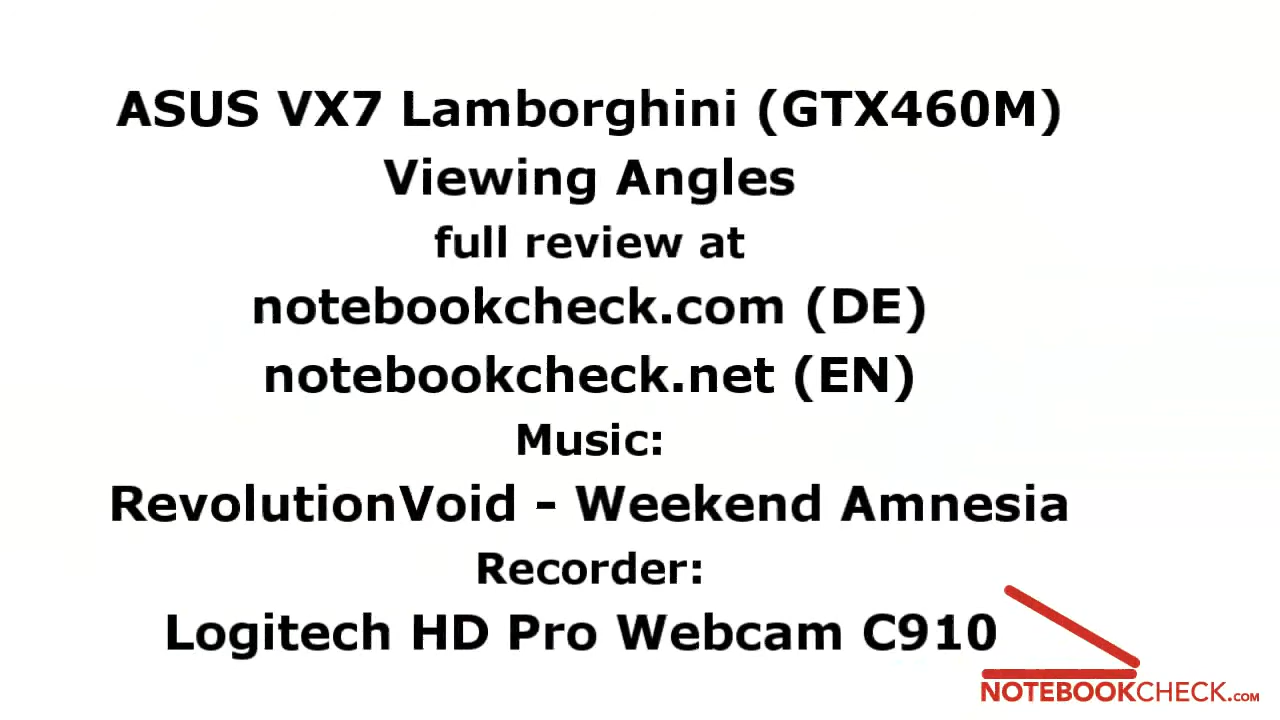 ASUS VX7 Lamborghini (GTX460M)
Viewing Angles
full review at
notebookcheck.com (DE)
notebookcheck.net (EN)
Music:
RevolutionVoid - Weekend Amnesia
Recorder:
Logitech HD Pro Webcam C910
NOTEBOOKCHECK.COM